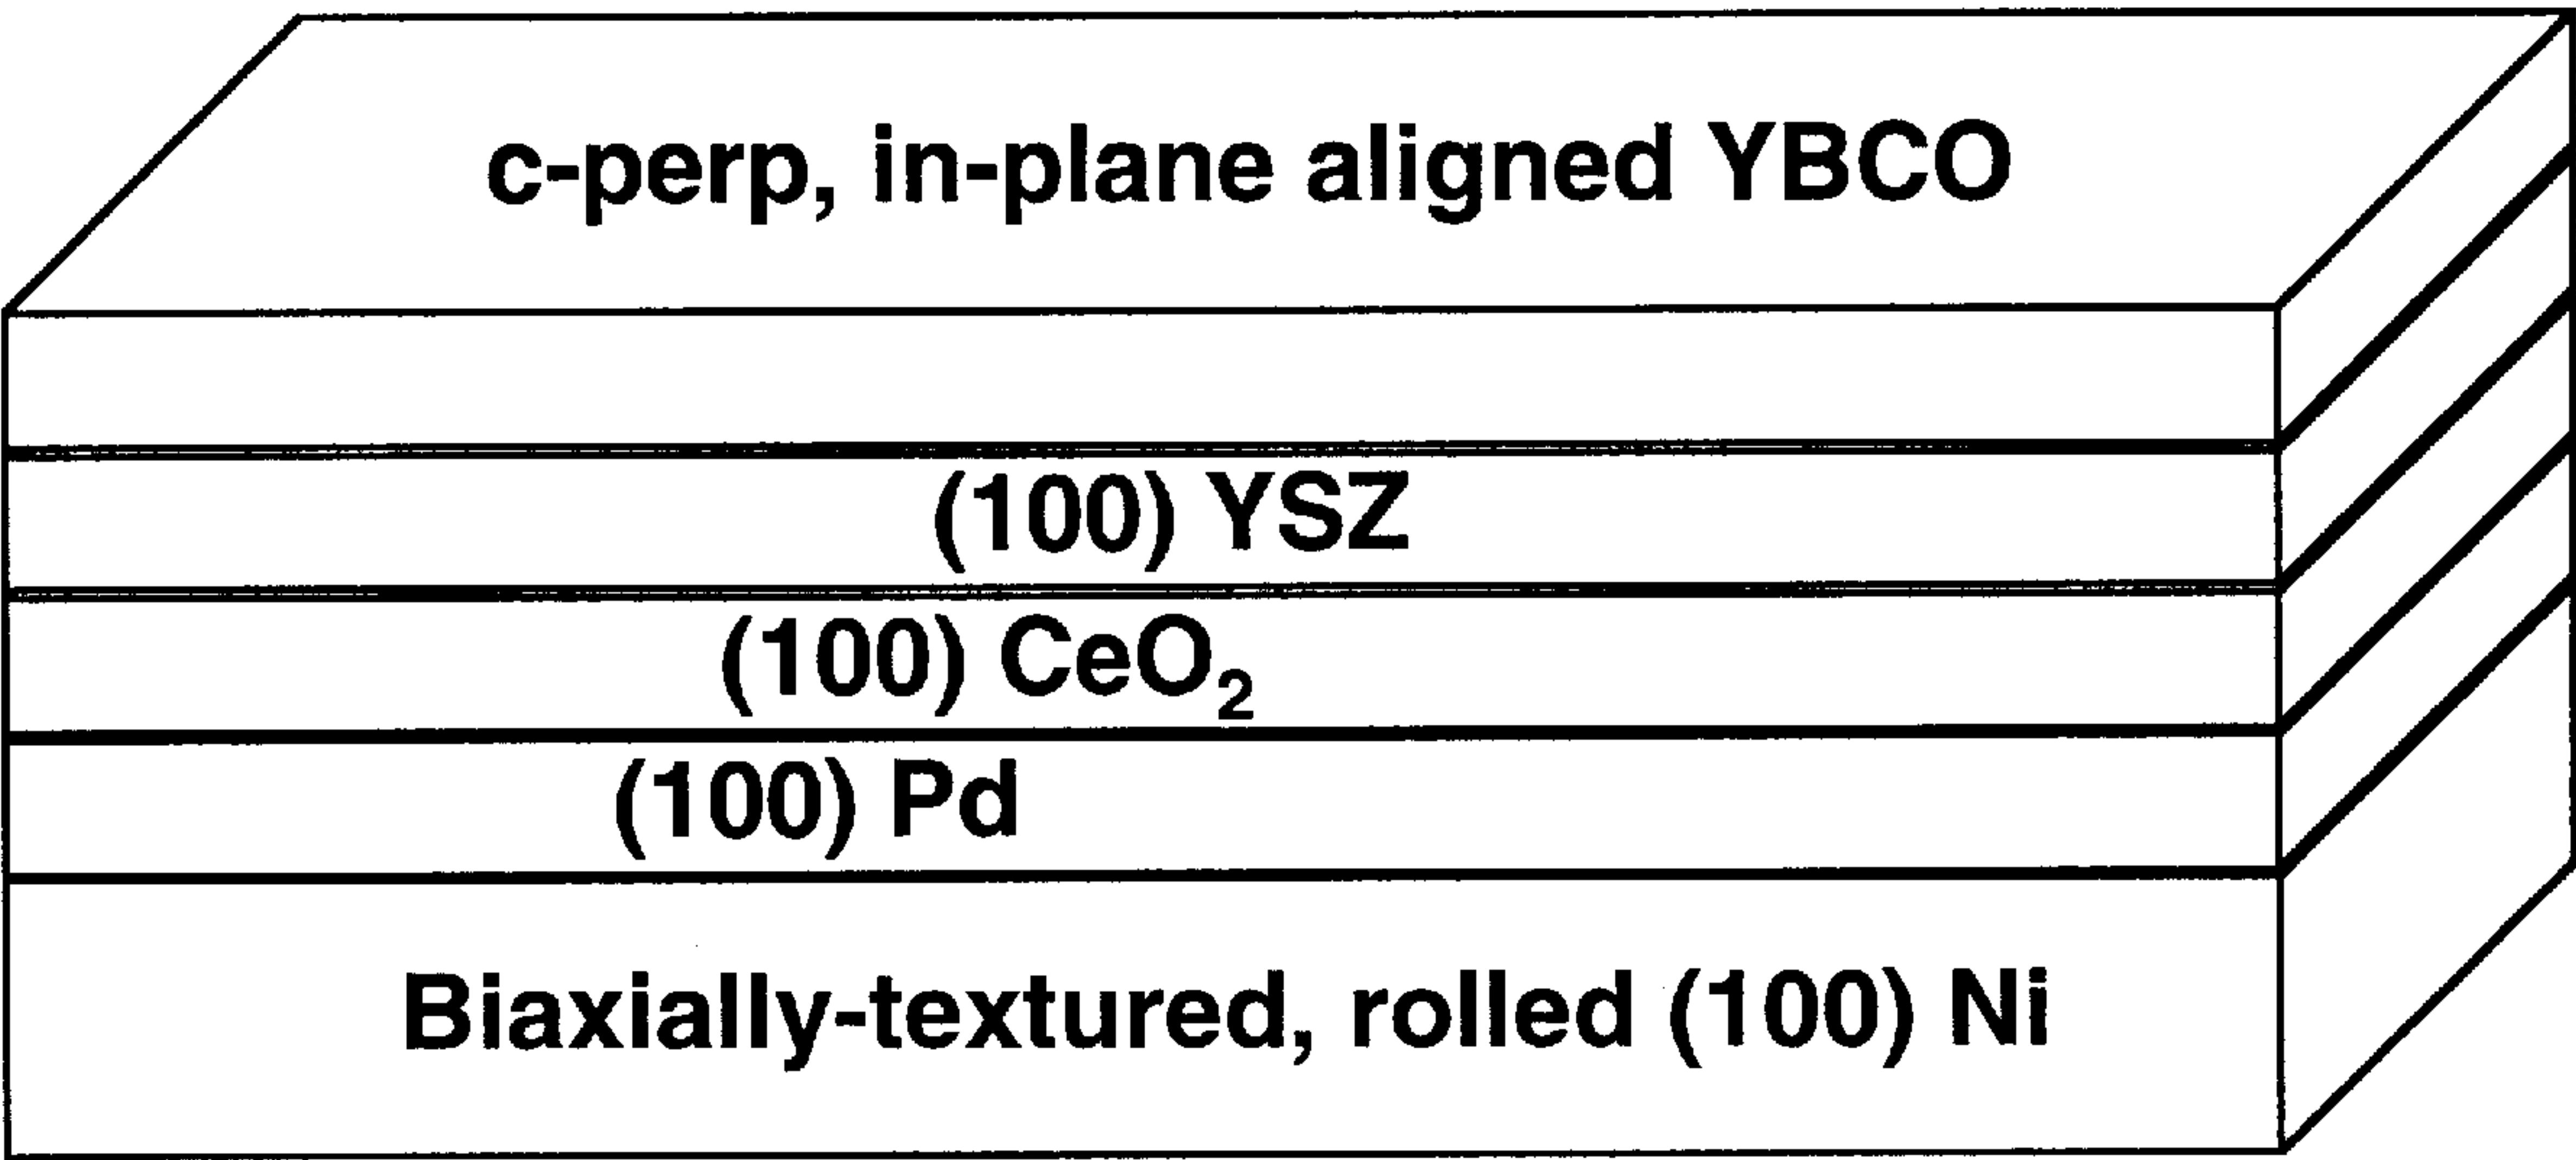 c-perp, in-plane aligned YBCO
(100) YSZ
(100) CeO₂
(100) Pd
Biaxially-textured, rolled (100) Ni